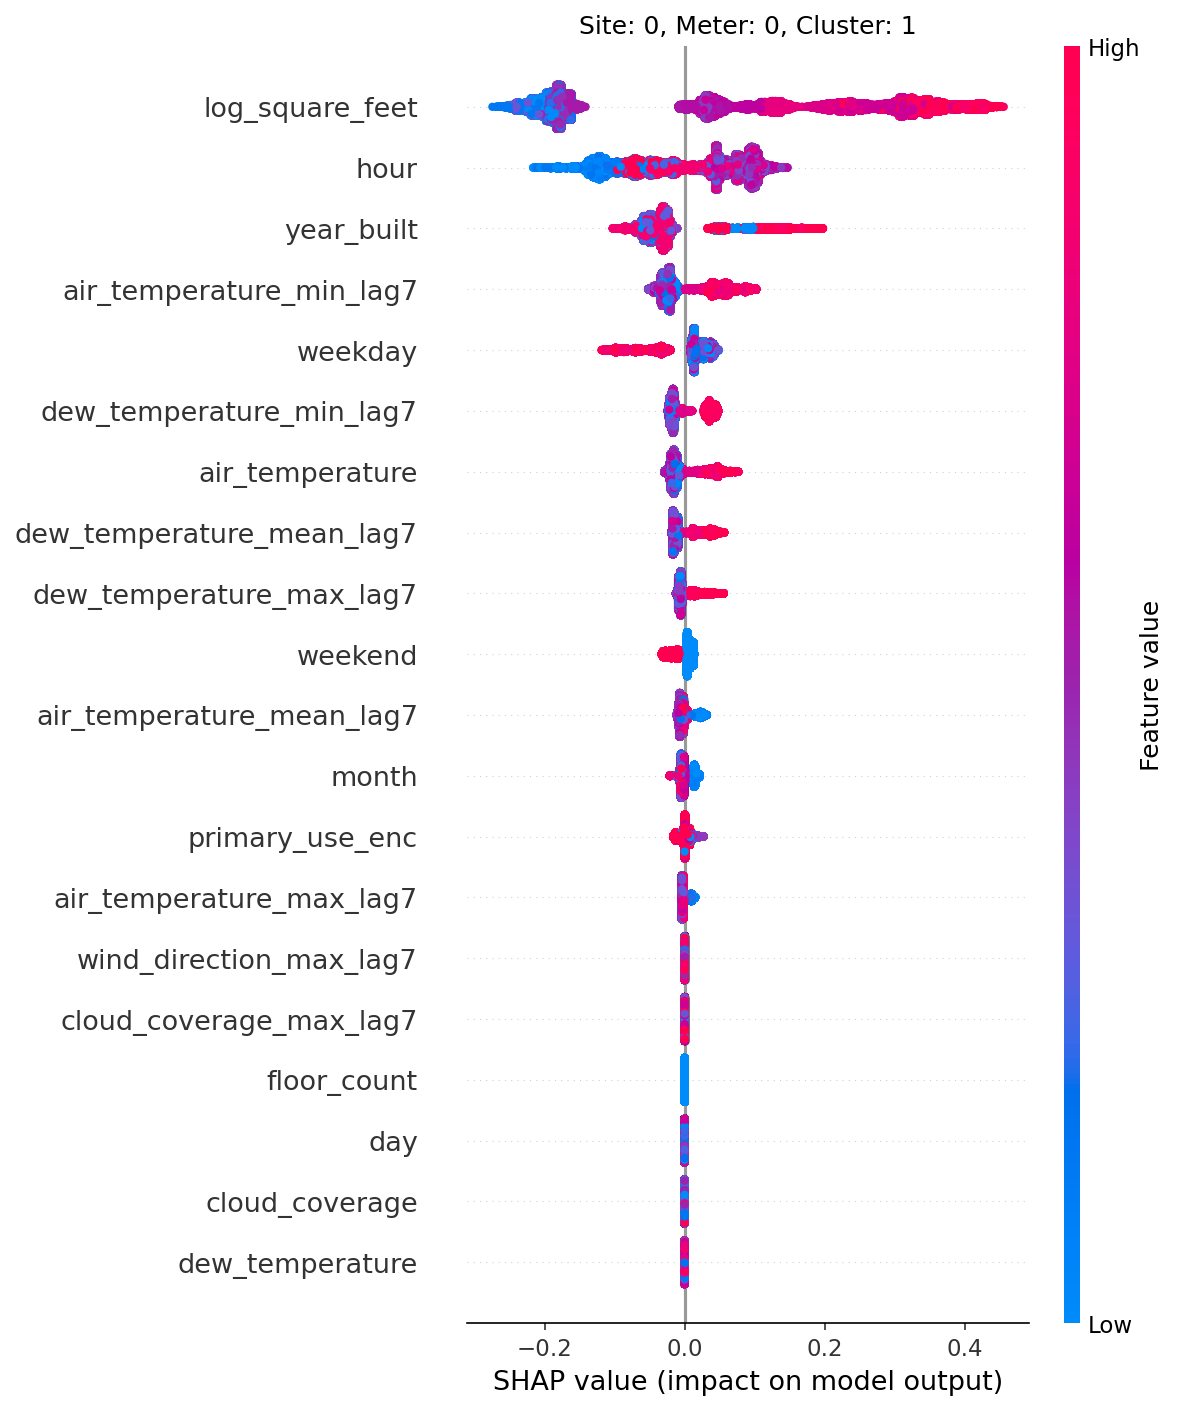 Site: 0, Meter: 0, Cluster: 1
High
log_square_feet
hour
year_built
air_temperature_min_lag7
weekday
dew_temperature_min_lag7
air_temperature
dew_temperature_mean_lag7
dew_temperature_max_lag7
weekend
air_temperature_mean_lag7
month
primary_use_enc
air_temperature_max_lag7
wind_direction_max_lag7
cloud_coverage_max_lag7
floor_count
day
cloud_coverage
dew_temperature
Feature value
Low
−0.2 0.0 0.2 0.4
SHAP value (impact on model output)